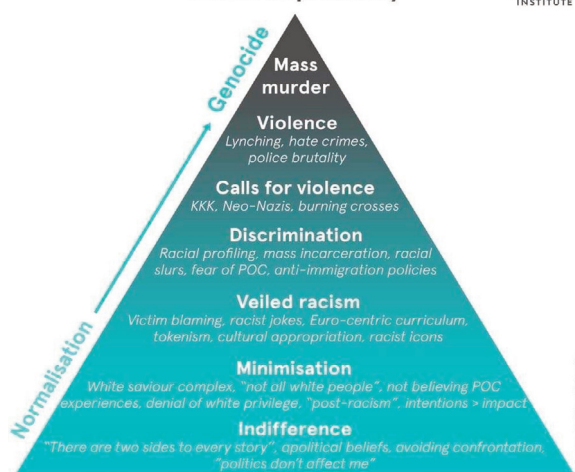 INSTITUTE
Genocide
Normalisation
Mass
murder
Violence
Lynching, hate crimes,
police brutality
Calls for violence
KKK, Neo-Nazis, burning crosses
Discrimination
Racial profiling, mass incarceration, racial
slurs, fear of POC, anti-immigration policies
Veiled racism
Victim blaming, racist jokes, Euro-centric curriculum,
tokenism, cultural appropriation, racist icons
Minimisation
White saviour complex, "not all white people", not believing POC
experiences, denial of white privilege, "post-racism", intentions > impact
Indifference
"There are two sides to every story", apolitical beliefs, avoiding confrontation,
"politics don't affect me"